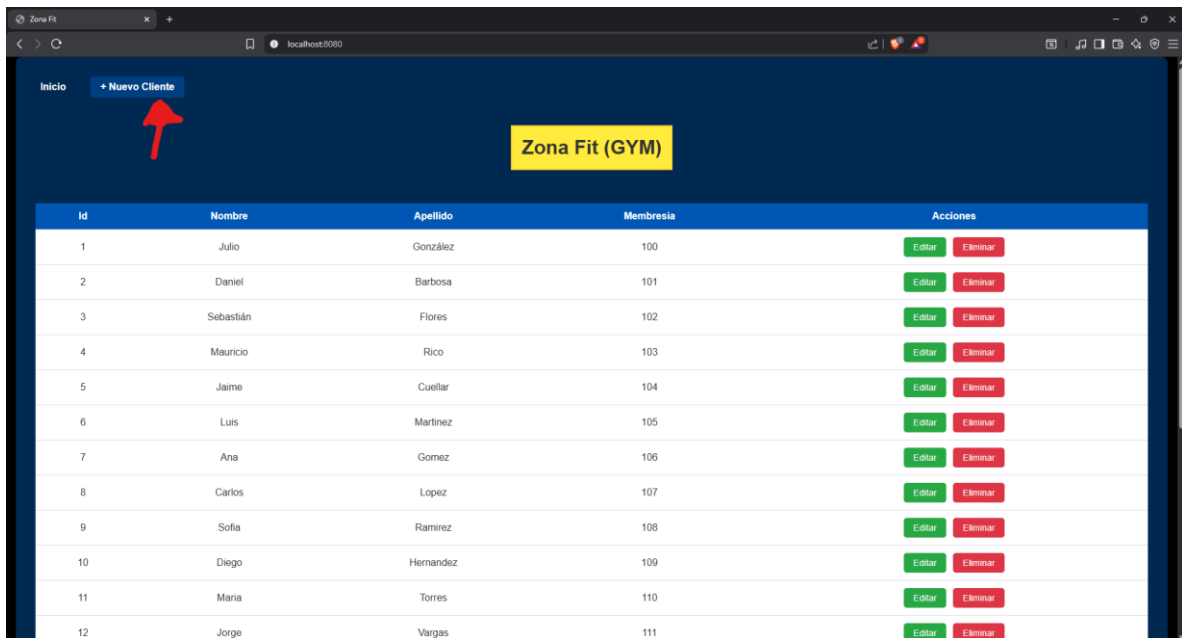 Zona Fit
localhost:8080
Inicio + Nuevo Cliente
Zona Fit (GYM)
Id Nombre Apellido Membresia Acciones
1 Julio González 100 Editar Eliminar
2 Daniel Barbosa 101 Editar Eliminar
3 Sebastián Flores 102 Editar Eliminar
4 Mauricio Rico 103 Editar Eliminar
5 Jaime Cuellar 104 Editar Eliminar
6 Luis Martinez 105 Editar Eliminar
7 Ana Gomez 106 Editar Eliminar
8 Carlos Lopez 107 Editar Eliminar
9 Sofia Ramirez 108 Editar Eliminar
10 Diego Hernandez 109 Editar Eliminar
11 Maria Torres 110 Editar Eliminar
12 Jorge Vargas 111 Editar Eliminar